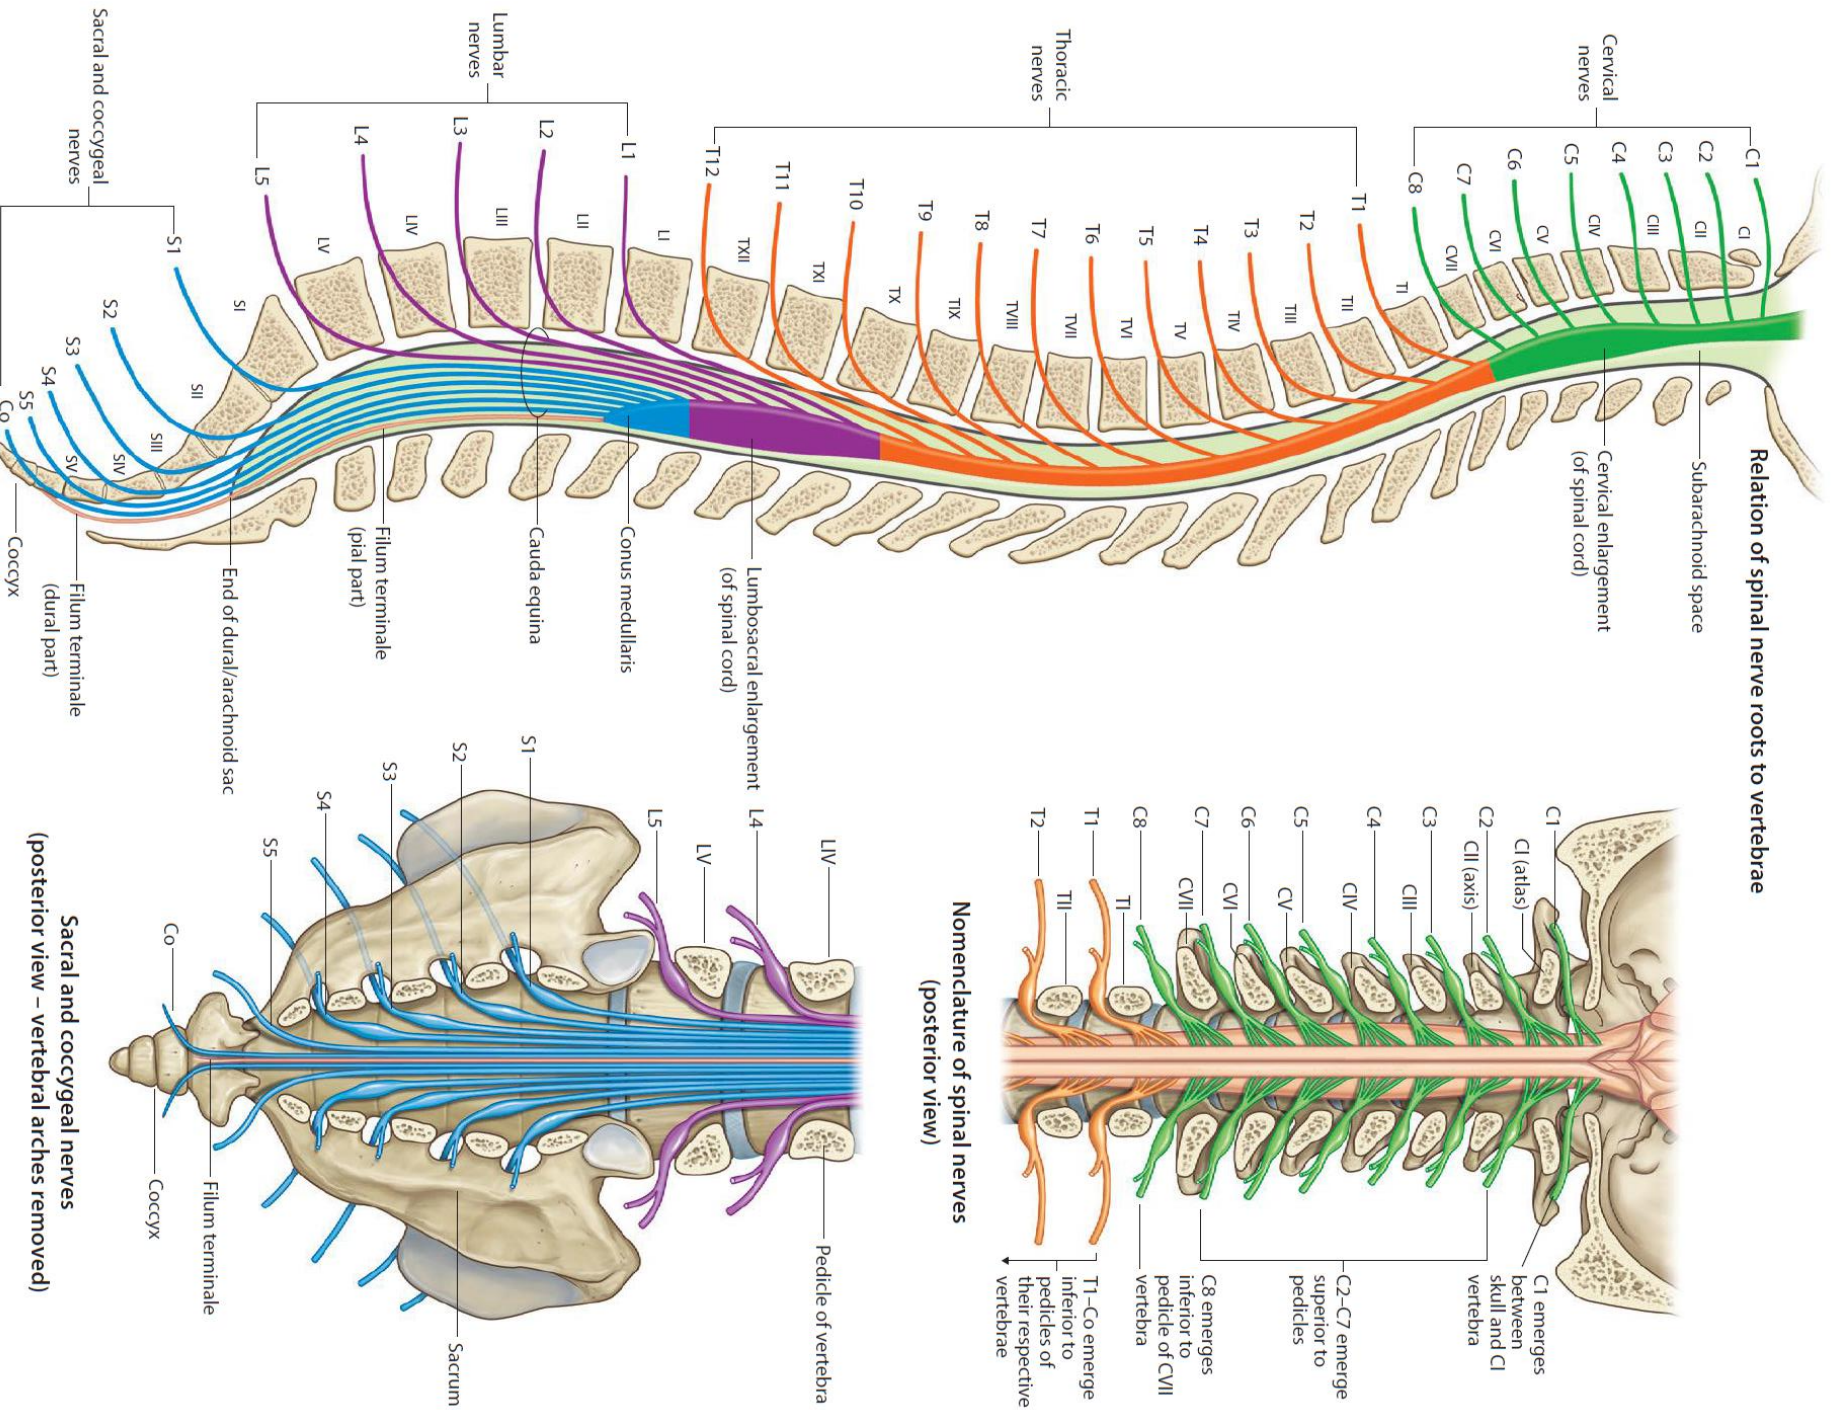 Relation of spinal nerve roots to vertebrae
Cervical
nerves
C1
C2
C3
C4
C5
C6
C7
C8
CI
CII
CIII
CIV
CV
CVI
CVII
Subarachnoid space
Cervical enlargement
(of spinal cord)
Thoracic
nerves
T1
T2
T3
T4
T5
T6
T7
T8
T9
T10
T11
T12
TI
TII
TIII
TIV
TV
TVI
TVII
TVIII
TIX
TX
TXI
TXII
Lumbar
nerves
L1
L2
L3
L4
L5
LI
LII
LIII
LIV
LV
Lumbosacral enlargement
(of spinal cord)
Conus medullaris
Cauda equina
Filum terminale
(pial part)
End of dural/arachnoid sac
Sacral and coccygeal
nerves
S1
S2
S3
S4
S5
Co
SI
SII
SIII
SIV
SV
Filum terminale
(dural part)
Coccyx
C1
CI (atlas)
C2
CII (axis)
C3
CIII
C4
CIV
C5
CV
C6
CVI
C7
CVII
C8
TI
T1
TII
T2
C1 emerges
between
skull and CI
vertebra
C2–C7 emerge
superior to
pedicles
C8 emerges
inferior to
pedicle of CVII
vertebra
T1–Co emerge
inferior to
pedicles of
their respective
vertebrae
Nomenclature of spinal nerves
(posterior view)
LIV
L4
LV
L5
S1
S2
S3
S4
S5
Co
Pedicle of vertebra
Sacrum
Filum terminale
Coccyx
Sacral and coccygeal nerves
(posterior view – vertebral arches removed)